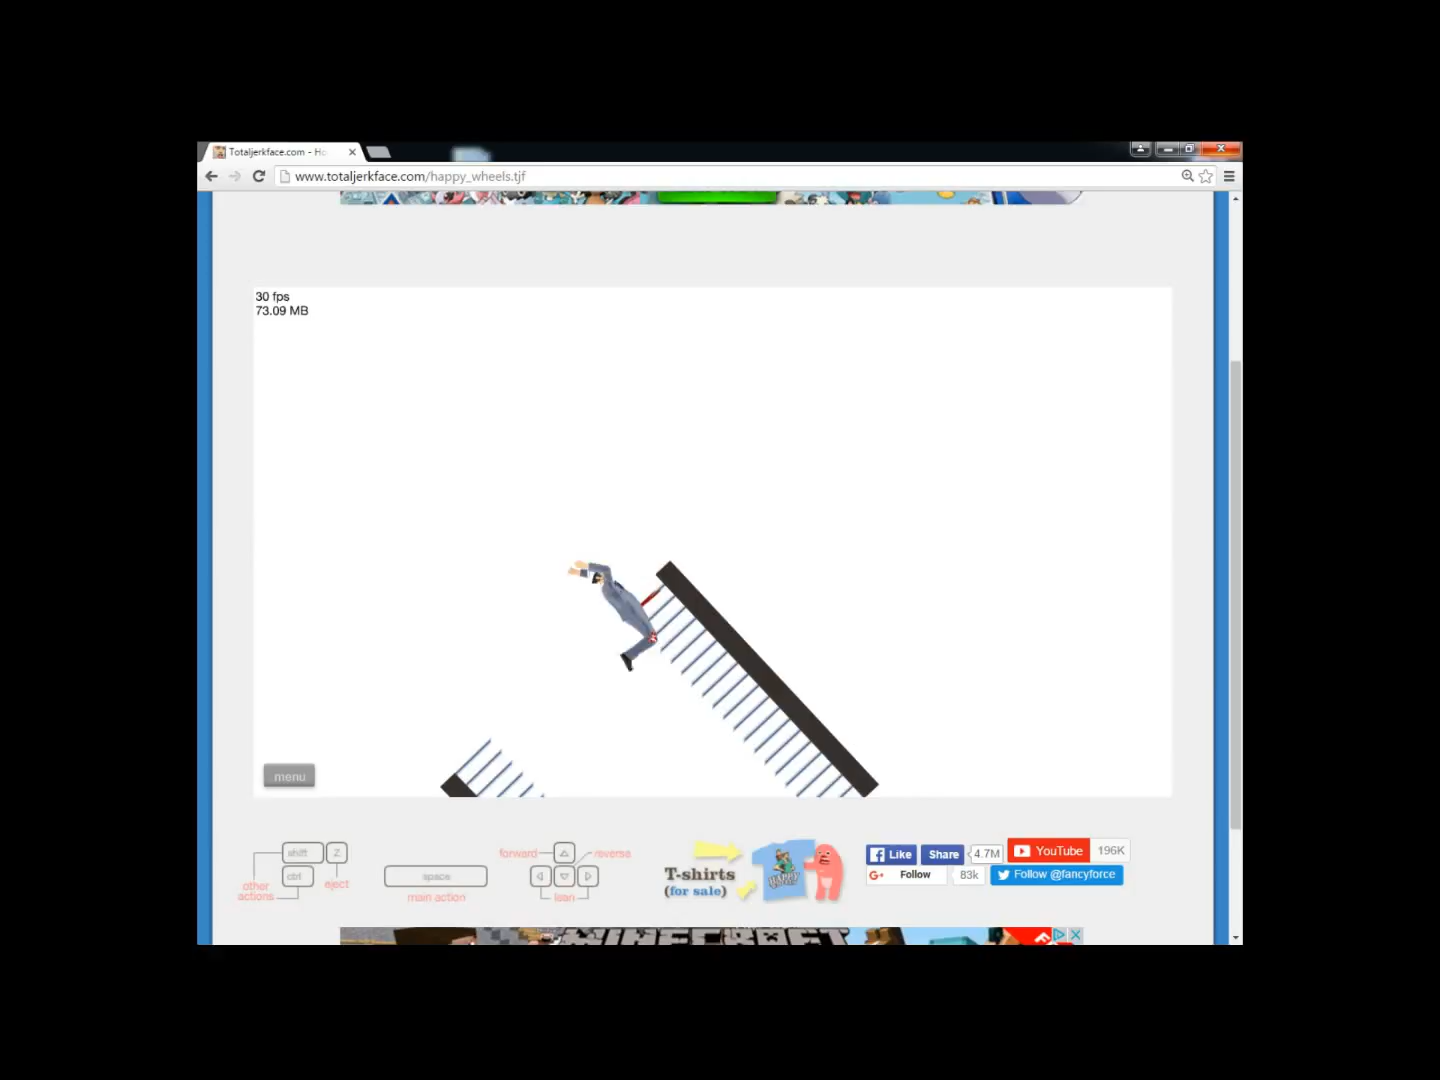 Totaljerkface.com - Ho
www.totaljerkface.com/happy_wheels.tjf
30 fps
73.09 MB
menu
shift
Z
ctrl
other
actions
eject
space
main action
forward
reverse
lean
T-shirts
(for sale)
HAPPY
Like
Share
4.7M
YouTube
196K
G+
Follow
83k
Follow @fancyforce
MINECRAFT